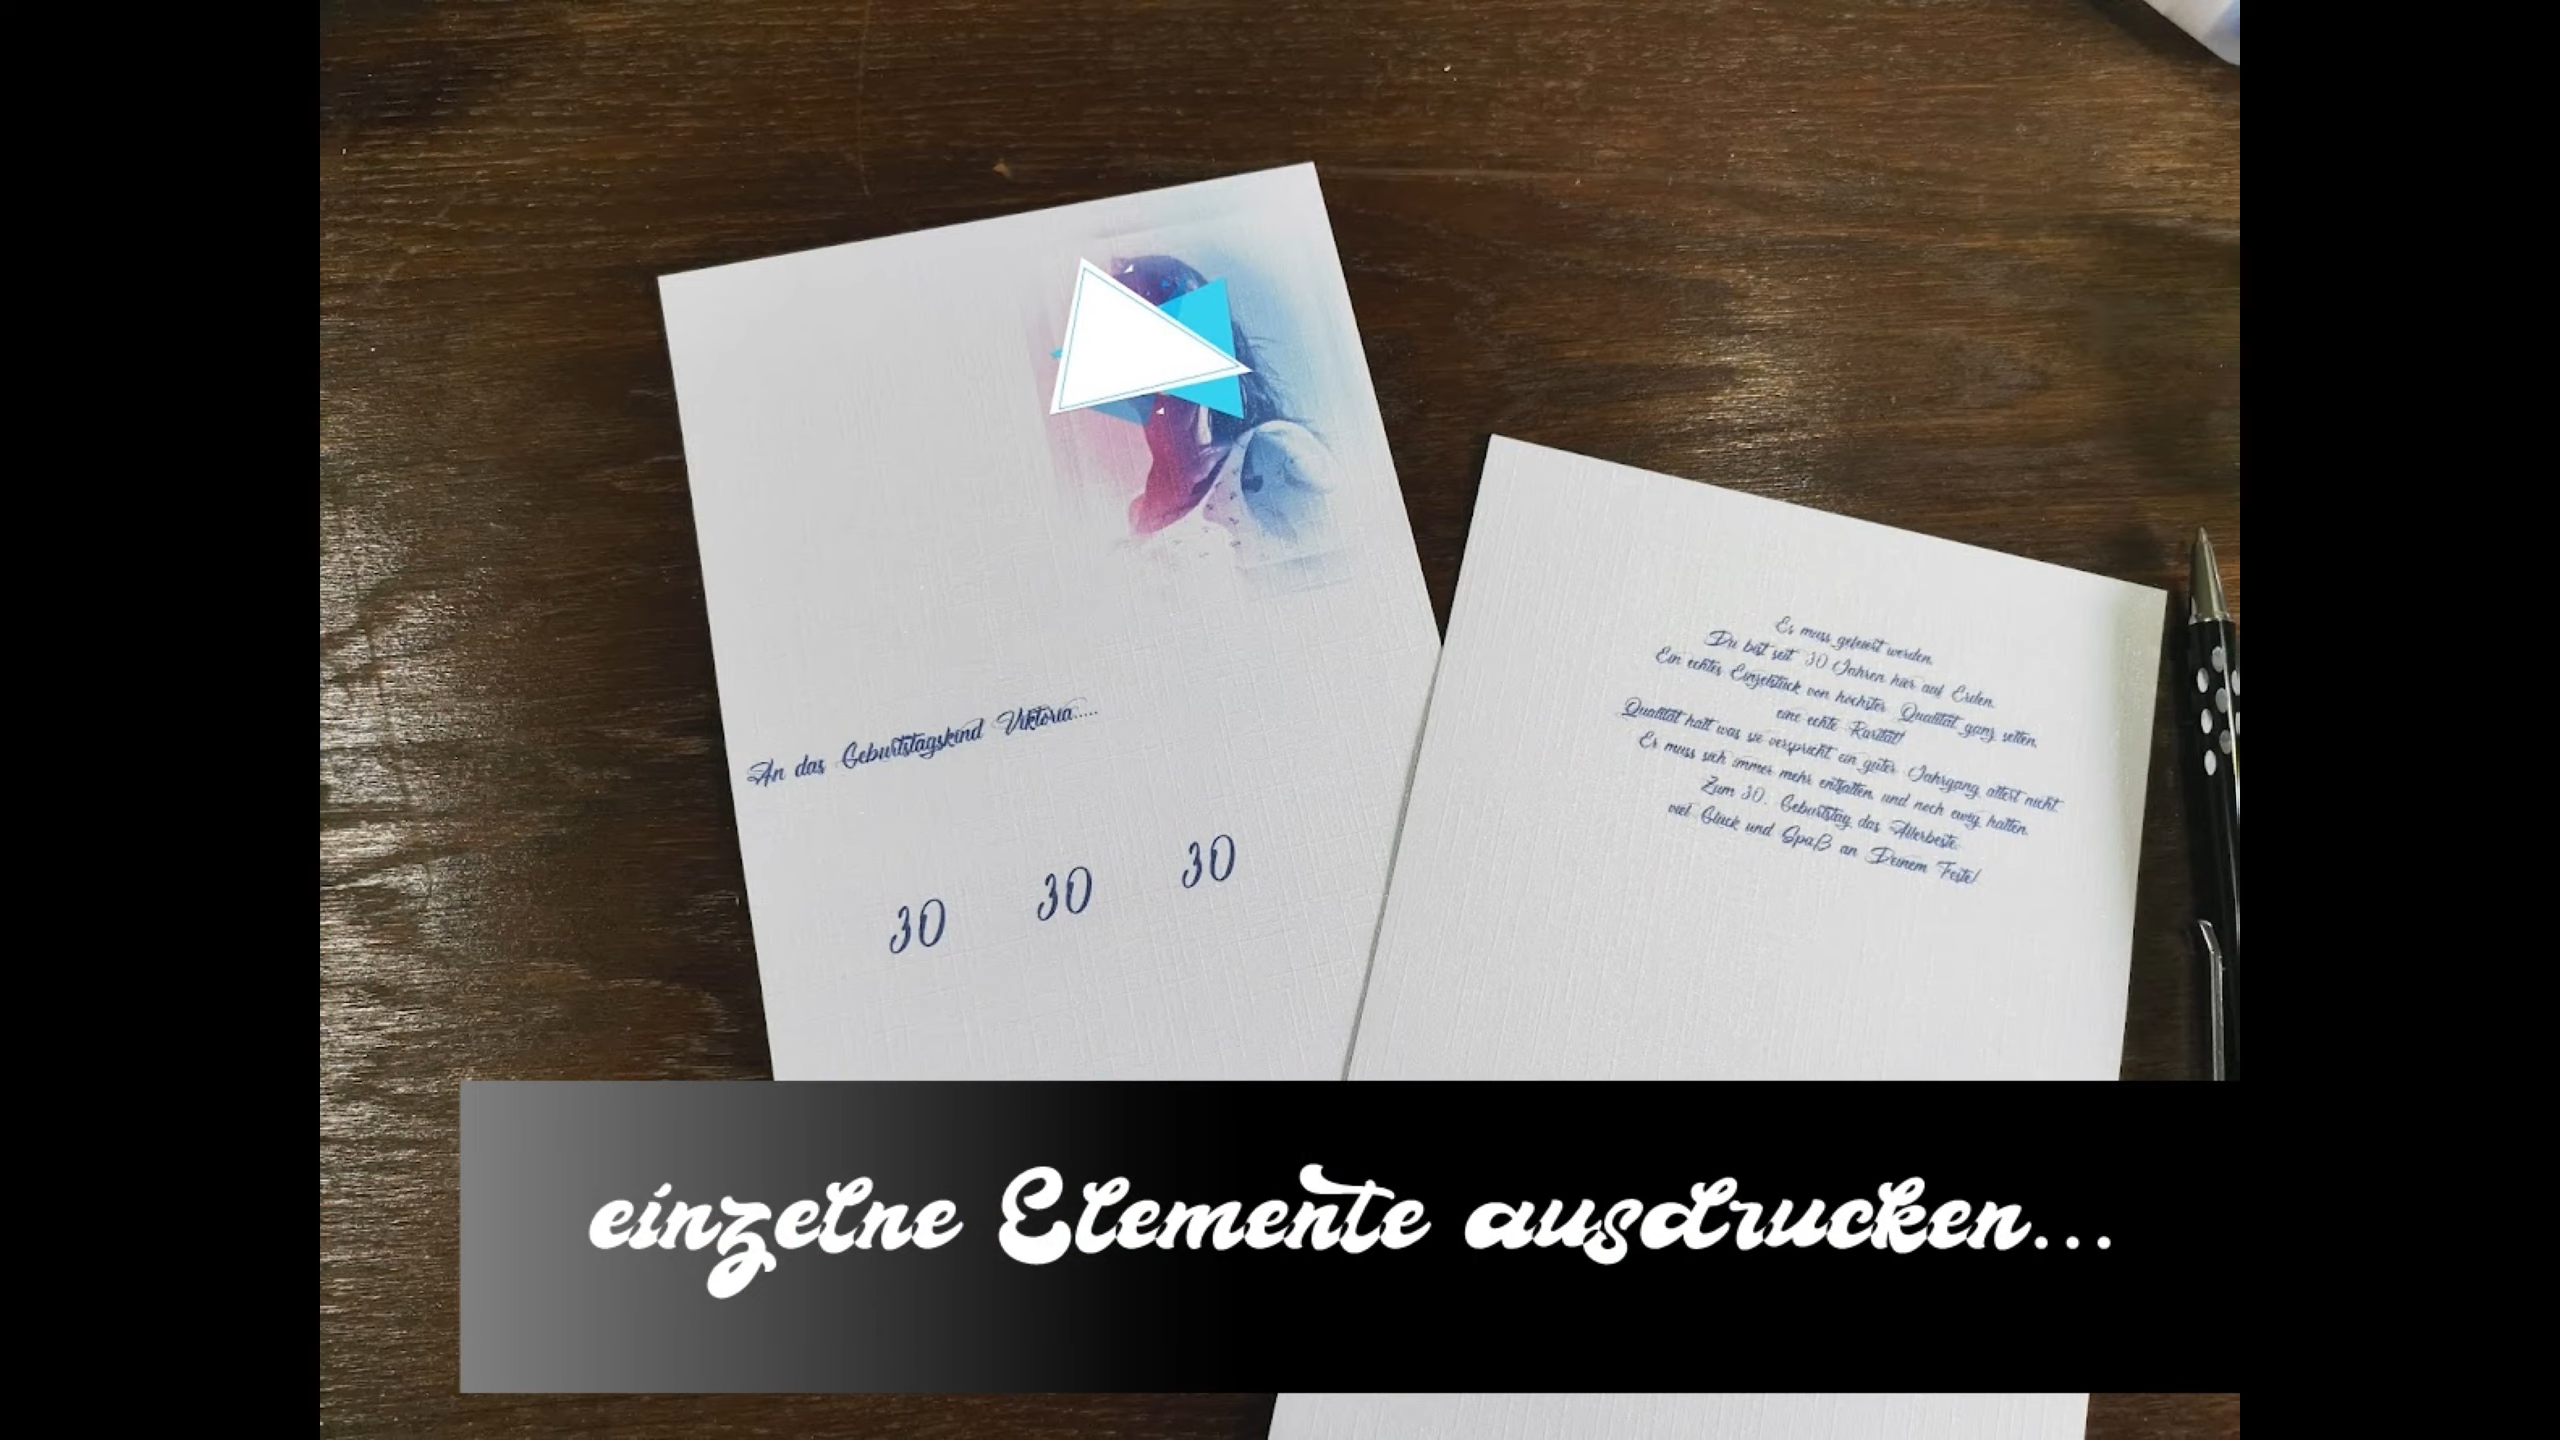 An das Geburtstagskind Viktoria.....
30 30 30
Es muss gefeiert werden.
Du bist seit 30 Jahren hier auf Erden.
Ein echtes Einzelstück von höchster Qualität, ganz selten,
eine echte Rarität!
Qualität hält was sie verspricht, ein guter Jahrgang altert nicht.
Er muss sich immer mehr entfalten, und noch ewig halten.
Zum 30. Geburtstag das Allerbeste,
viel Glück und Spaß an Deinem Feste!
einzelne Elemente ausdrucken...